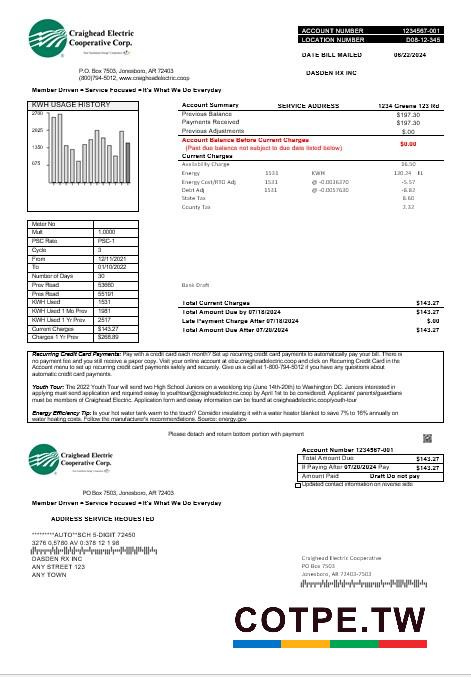 Craighead Electric
Cooperative Corp.
P.O. Box 7503, Jonesboro, AR 72403
(800)794-5012, www.craigheadelectric.coop
Member Driven • Service Focused • It's What We Do Everyday
ACCOUNT NUMBER 1234567-001
LOCATION NUMBER D08-12-345
DATE BILL MAILED 06/22/2024
DASDEN RX INC
KWH USAGE HISTORY
2700
2025
1350
675
Account Summary SERVICE ADDRESS 1234 Greene 123 Rd
Previous Balance $197.30
Payments Received $197.30
Previous Adjustments $.00
Account Balance Before Current Charges $0.00
(Past due balance not subject to due date listed below)
Current Charges
Availability Charge 26.50
Energy 1531 KWH 120.24 EL
Energy Cost/RTO Adj 1531 @ -0.0036370 -5.57
Debt Adj 1531 @ -0.0057630 -8.82
State Tax 8.60
County Tax 2.32
Bank Draft
Total Current Charges $143.27
Total Amount Due by 07/18/2024 $143.27
Late Payment Charge After 07/18/2024 $.00
Total Amount Due After 07/20/2024 $143.27
Meter No
Mult 1.0000
PSC Rate PSC-1
Cycle 3
From 12/11/2021
To 01/10/2022
Number of Days 30
Prev Read 53660
Pres Read 55191
KWH Used 1531
KWH Used 1 Mo Prev 1981
KWH Used 1 Yr Prev 2517
Current Charges $143.27
Charges 1 Yr Prev $268.89
Recurring Credit Card Payments: Pay with a credit card each month? Set up recurring credit card payments to automatically pay your bill. There is
no payment fee and you still receive a paper copy. Visit your online account at ebiz.craigheadelectric.coop and click on Recurring Credit Card in the
Account menu to set up recurring credit card payments safely and securely. Give us a call at 1-800-794-5012 if you have any questions about
automatic credit card payments.
Youth Tour: The 2022 Youth Tour will send two High School Juniors on a weeklong trip (June 14th-20th) to Washington DC. Juniors interested in
applying must send application and required essay to youthtour@craigheadelectric.coop by April 1st to be considered. Applicants' parents/guardians
must be members of Craighead Electric. Application form and essay information can be found at craigheadelectric.coop/youth-tour
Energy Efficiency Tip: Is your hot water tank warm to the touch? Consider insulating it with a water heater blanket to save 7% to 16% annually on
water heating costs. Follow the manufacturer's recommendations. Source: energy.gov
Please detach and return bottom portion with payment
Craighead Electric
Cooperative Corp.
PO Box 7503, Jonesboro, AR 72403
Member Driven • Service Focused • It's What We Do Everyday
Account Number 1234567-001
Total Amount Due $143.27
If Paying After 07/20/2024 Pay $143.27
Amount Paid Draft Do not pay
Updated contact information on reverse side
ADDRESS SERVICE REQUESTED
*********AUTO**SCH 5-DIGIT 72450
3276 0.5780 AV 0.378 12 1 98
DASDEN RX INC
ANY STREET 123
ANY TOWN
Craighead Electric Cooperative
PO Box 7503
Jonesboro, AR 72403-7503
COTPE.TW